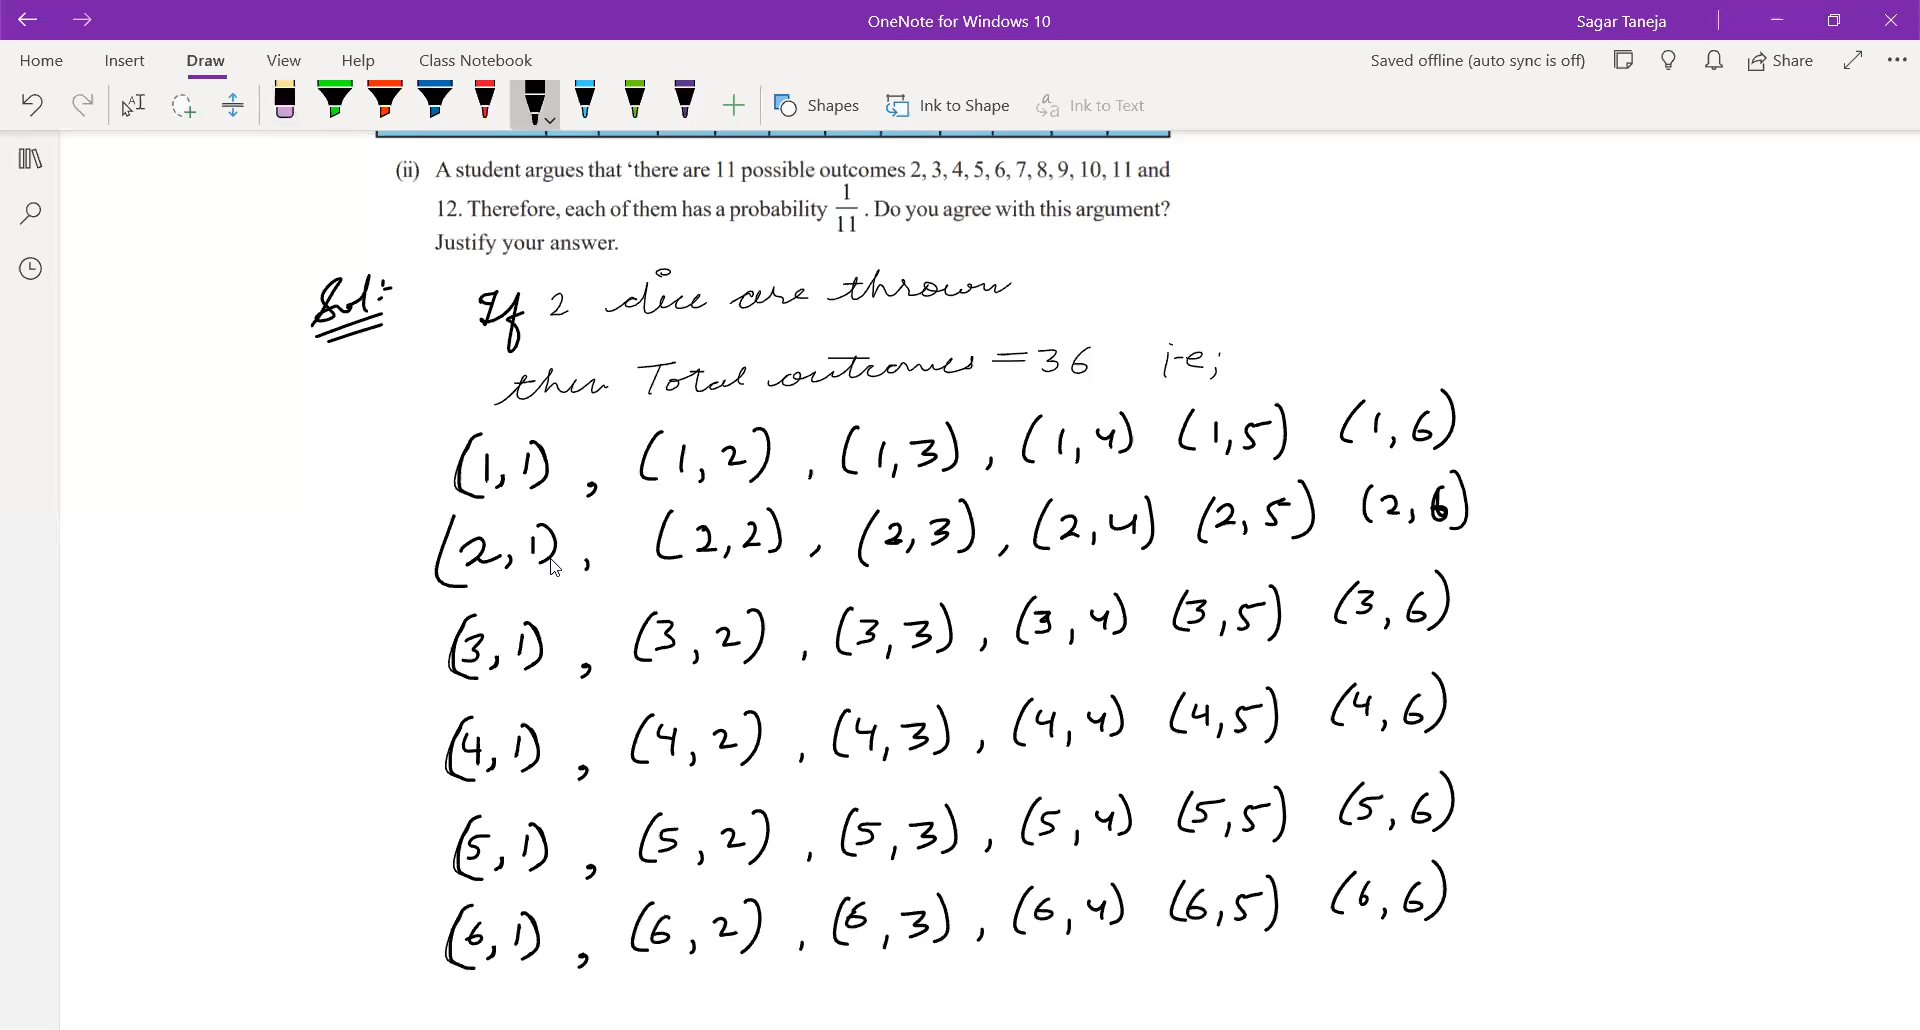 OneNote for Windows 10
Sagar Taneja
Home Insert Draw View Help Class Notebook
Saved offline (auto sync is off) Share
Shapes Ink to Shape Ink to Text
(ii) A student argues that ‘there are 11 possible outcomes 2, 3, 4, 5, 6, 7, 8, 9, 10, 11 and
12. Therefore, each of them has a probability 1/11 . Do you agree with this argument?
Justify your answer.
Sol:- If 2 dice are thrown
then Total outcomes = 36 i-e;
(1,1) , (1,2) , (1,3) , (1,4) (1,5) (1,6)
(2,1) , (2,2) , (2,3) , (2,4) (2,5) (2,6)
(3,1) , (3,2) , (3,3) , (3,4) (3,5) (3,6)
(4,1) , (4,2) , (4,3) , (4,4) (4,5) (4,6)
(5,1) , (5,2) , (5,3) , (5,4) (5,5) (5,6)
(6,1) , (6,2) , (6,3) , (6,4) (6,5) (6,6)